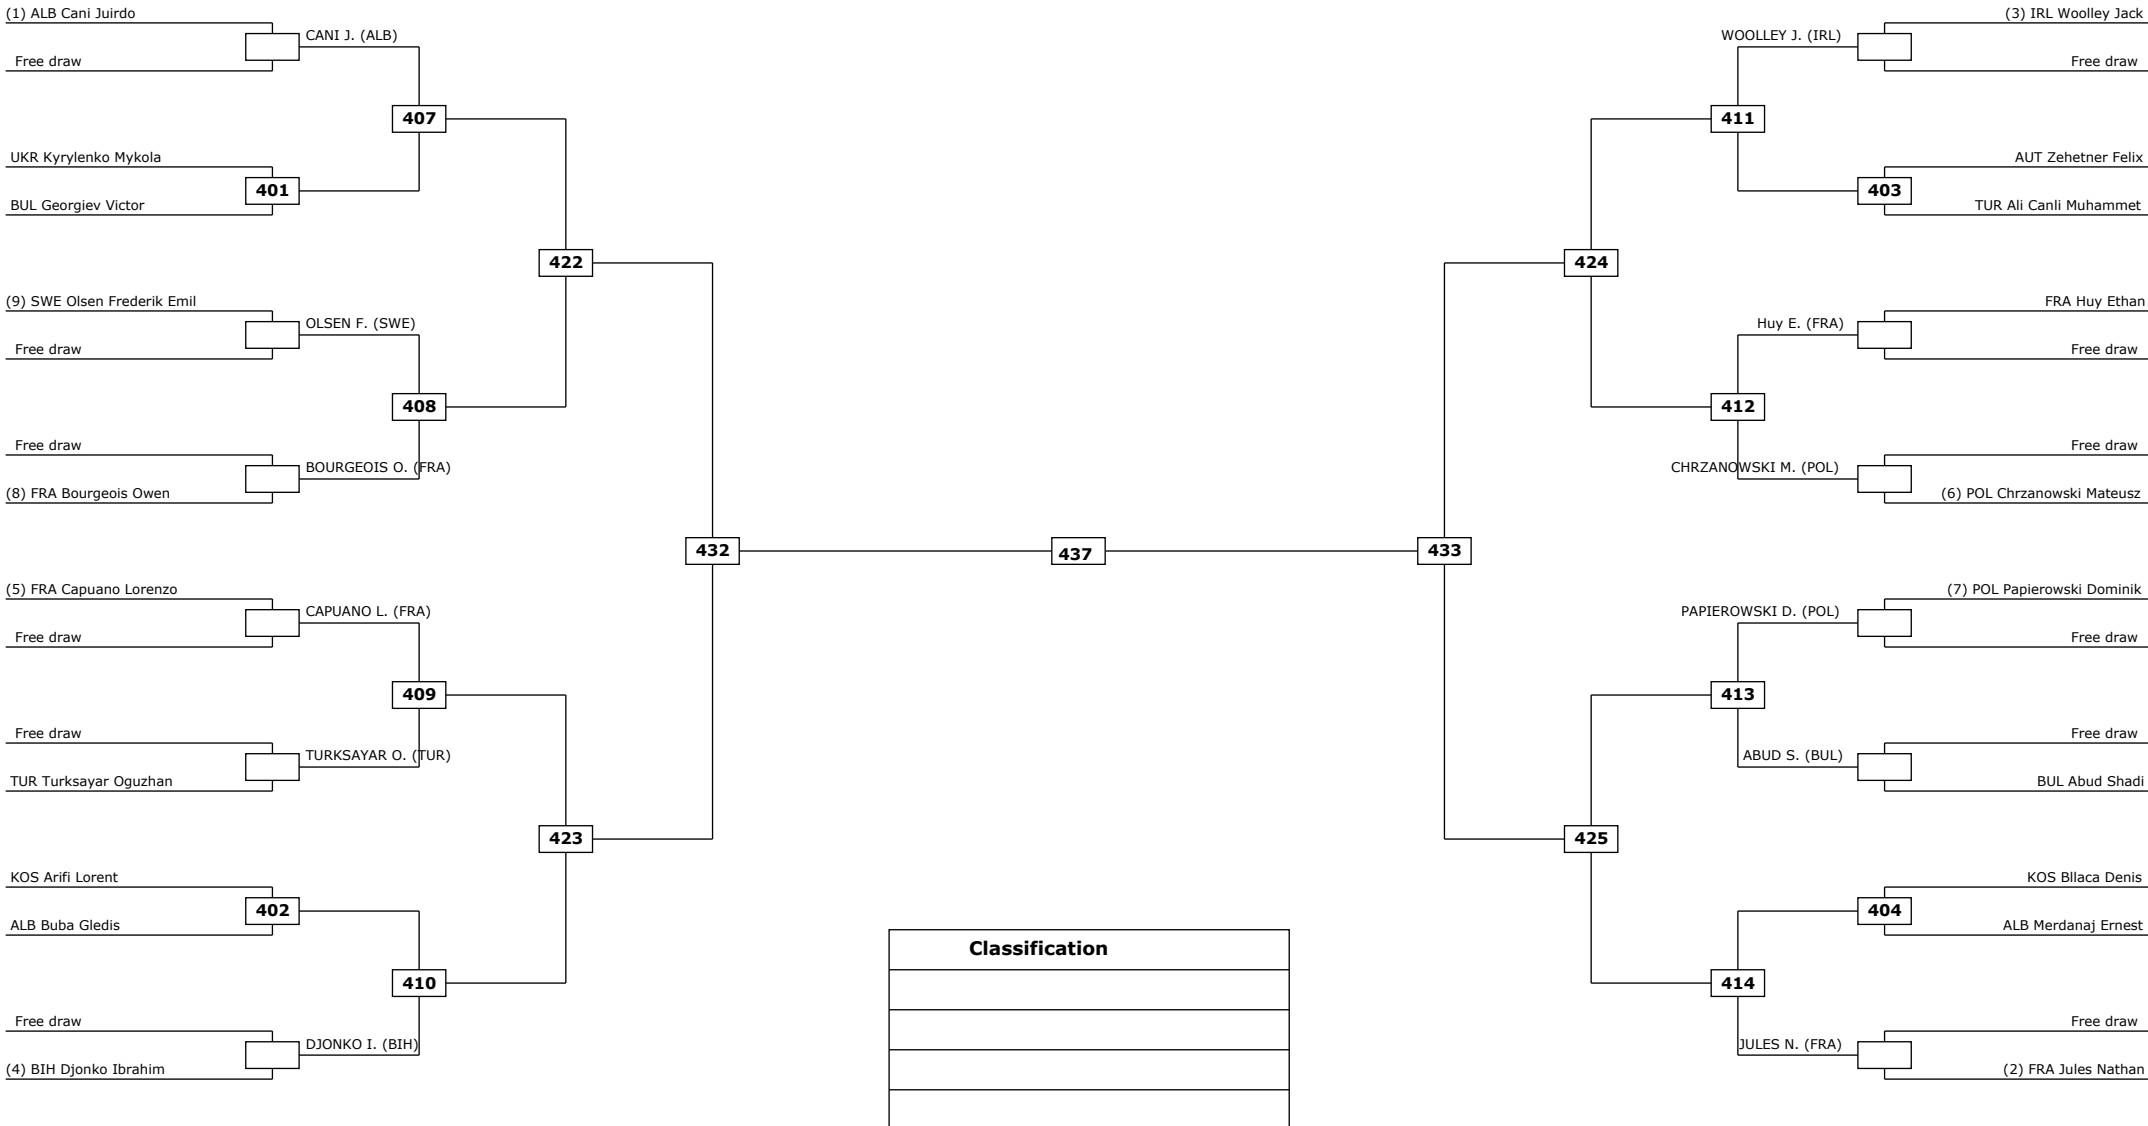 (1) ALB Cani Juirdo
CANI J. (ALB)
Free draw
407
UKR Kyrylenko Mykola
401
BUL Georgiev Victor
422
(9) SWE Olsen Frederik Emil
OLSEN F. (SWE)
Free draw
408
Free draw
BOURGEOIS O. (FRA)
(8) FRA Bourgeois Owen
432
(5) FRA Capuano Lorenzo
CAPUANO L. (FRA)
Free draw
409
Free draw
TURKSAYAR O. (TUR)
TUR Turksayar Oguzhan
423
KOS Arifi Lorent
402
ALB Buba Gledis
410
Free draw
DJONKO I. (BIH)
(4) BIH Djonko Ibrahim
437
(3) IRL Woolley Jack
WOOLLEY J. (IRL)
Free draw
411
AUT Zehetner Felix
403
TUR Ali Canli Muhammet
424
FRA Huy Ethan
Huy E. (FRA)
Free draw
412
Free draw
CHRZANOWSKI M. (POL)
(6) POL Chrzanowski Mateusz
433
(7) POL Papierowski Dominik
PAPIEROWSKI D. (POL)
Free draw
413
Free draw
ABUD S. (BUL)
BUL Abud Shadi
425
KOS Bllaca Denis
404
ALB Merdanaj Ernest
414
Free draw
JULES N. (FRA)
(2) FRA Jules Nathan
Classification